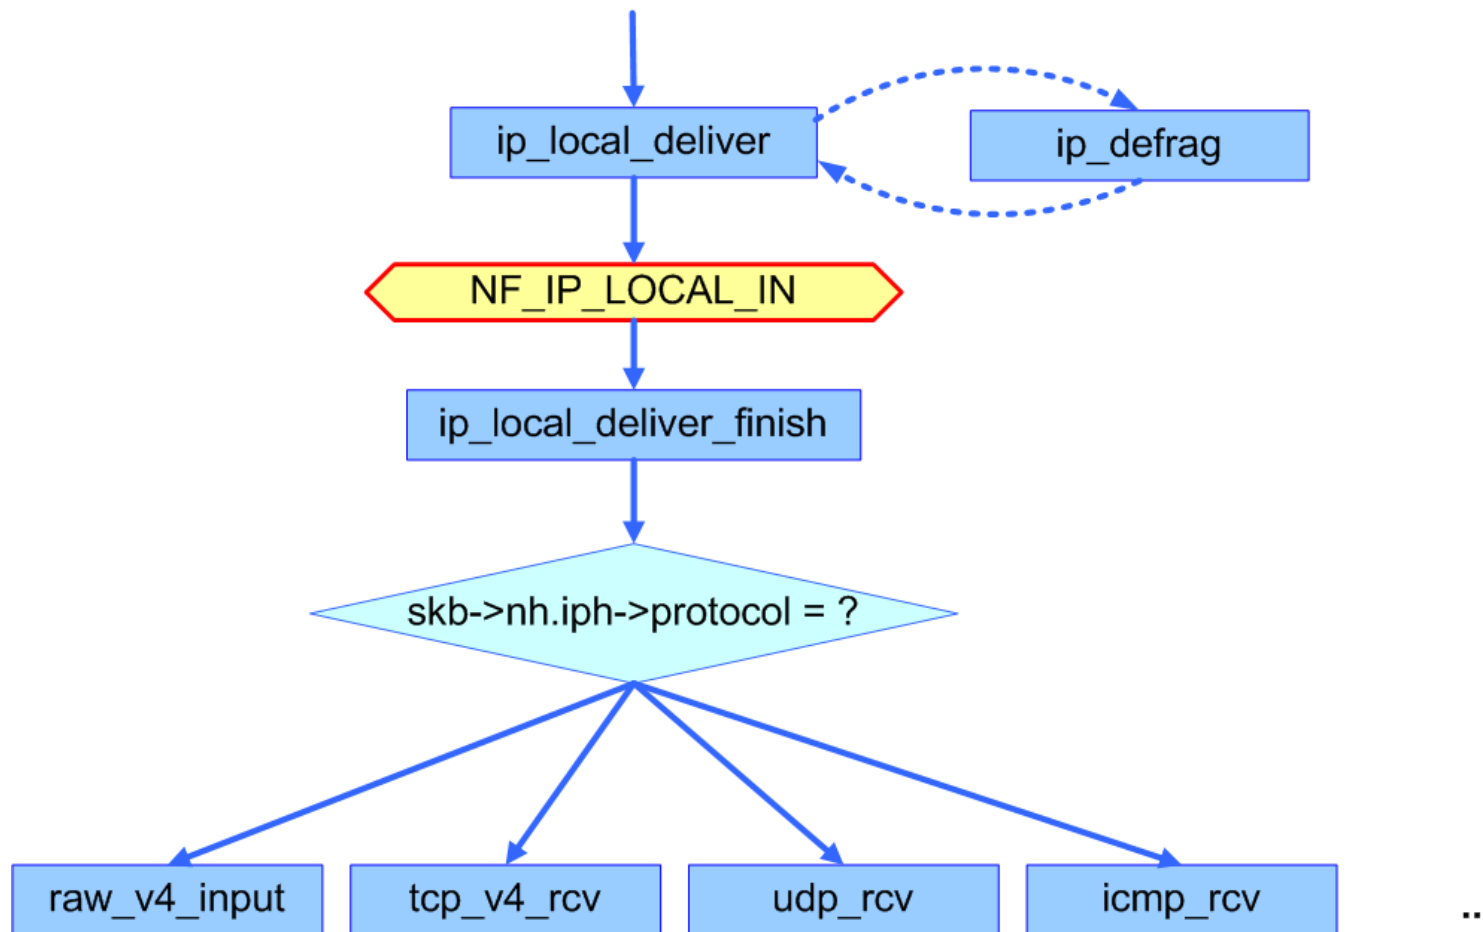 ip_local_deliver
ip_defrag
NF_IP_LOCAL_IN
ip_local_deliver_finish
skb->nh.iph->protocol = ?
raw_v4_input
tcp_v4_rcv
udp_rcv
icmp_rcv
..